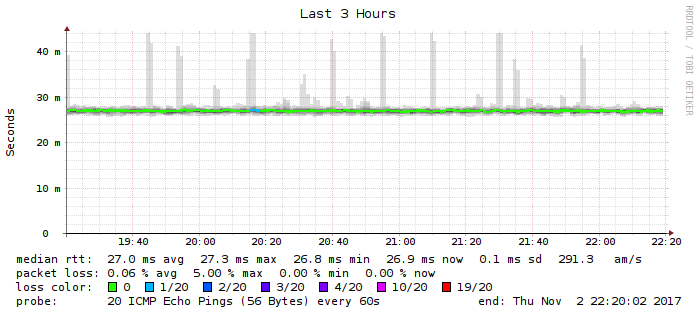 Last 3 Hours
RRDTOOL / TOBI OETIKER
Seconds
40 m
30 m
20 m
10 m
0
19:40 20:00 20:20 20:40 21:00 21:20 21:40 22:00 22:20
median rtt: 27.0 ms avg 27.3 ms max 26.8 ms min 26.9 ms now 0.1 ms sd 291.3 am/s
packet loss: 0.06 % avg 5.00 % max 0.00 % min 0.00 % now
loss color: 0 1/20 2/20 3/20 4/20 10/20 19/20
probe: 20 ICMP Echo Pings (56 Bytes) every 60s end: Thu Nov 2 22:20:02 2017